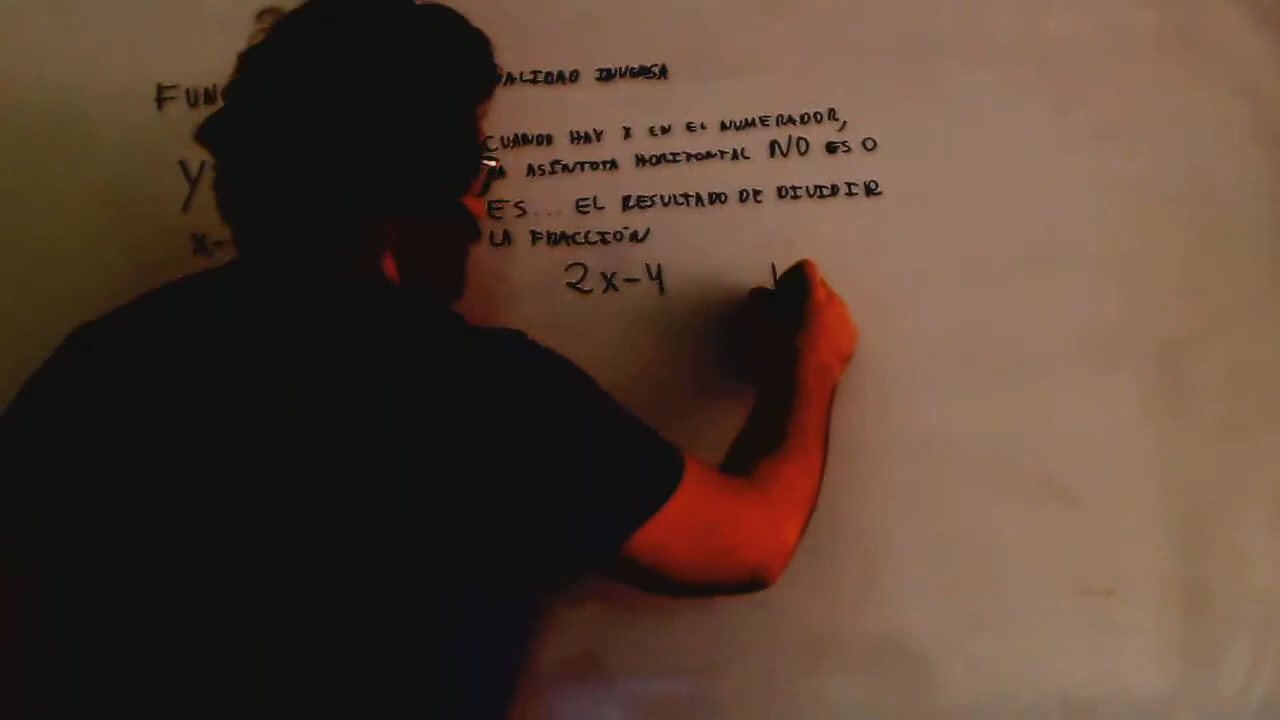 FUN ALIDAD INVERSA
CUANDO HAY X EN EL NUMERADOR,
ASÍNTOTA HORIZONTAL NO ES 0
Y
ES... EL RESULTADO DE DIVIDIR
X- LA FRACCIÓN
2x-4